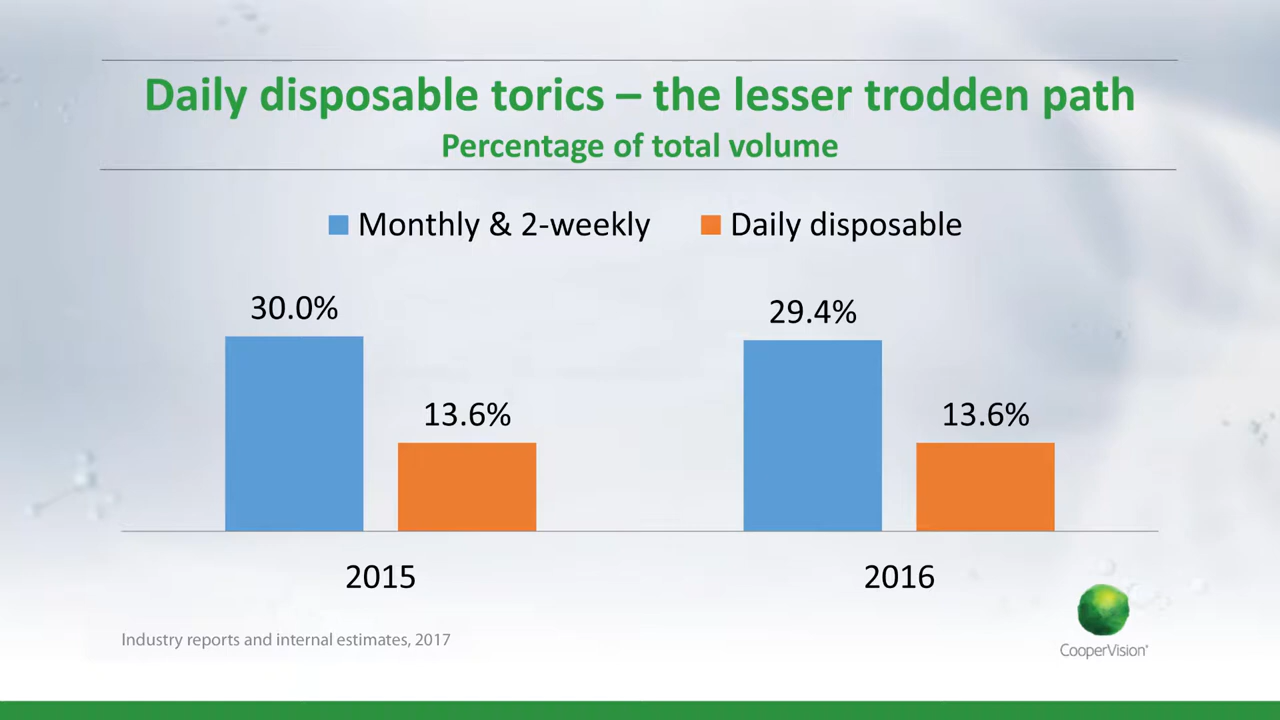 Daily disposable torics – the lesser trodden path
Percentage of total volume
Monthly & 2-weekly Daily disposable
30.0%
29.4%
13.6%
13.6%
2015
2016
Industry reports and internal estimates, 2017
CooperVision®